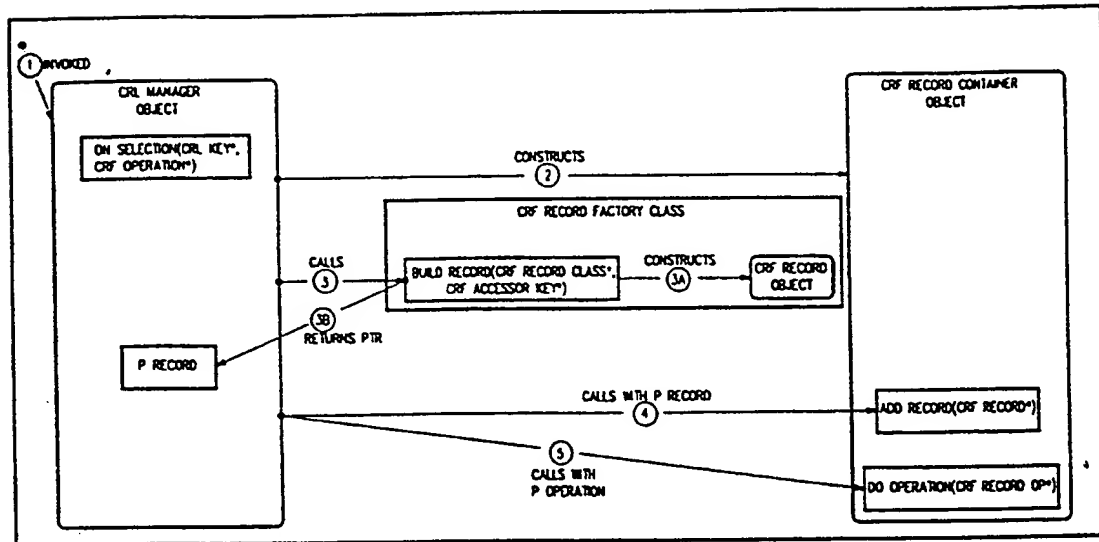 1 INVOKED
CRL MANAGER
OBJECT
ON SELECTION(CRL KEY*,
CRF OPERATION*)
CRF RECORD CONTAINER
OBJECT
CONSTRUCTS
2
CRF RECORD FACTORY CLASS
CALLS
3
BUILD RECORD(CRF RECORD CLASS*,
CRF ACCESSOR KEY*)
CONSTRUCTS
3A
CRF RECORD
OBJECT
3B
RETURNS PTR
P RECORD
CALLS WITH P RECORD
4
ADD RECORD(CRF RECORD*)
5
CALLS WITH
P OPERATION
DO OPERATION(CRF RECORD OP*)